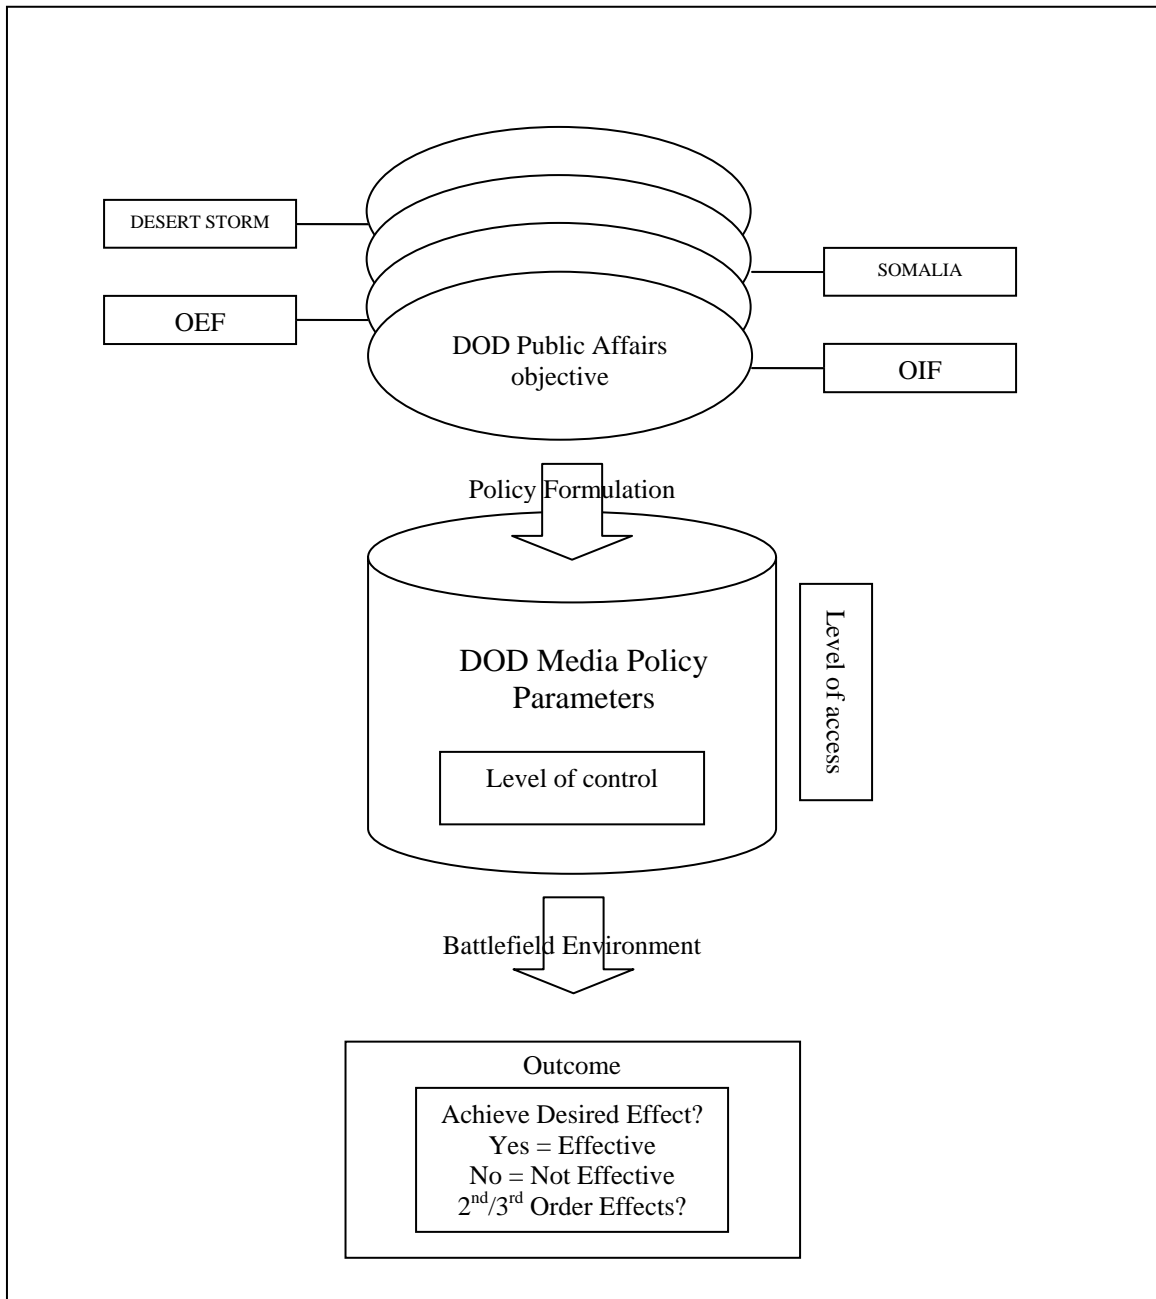 DESERT STORM
SOMALIA
OEF
DOD Public Affairs
objective
OIF
Policy Formulation
DOD Media Policy
Parameters
Level of access
Level of control
Battlefield Environment
Outcome
Achieve Desired Effect?
Yes = Effective
No = Not Effective
2nd/3rd Order Effects?